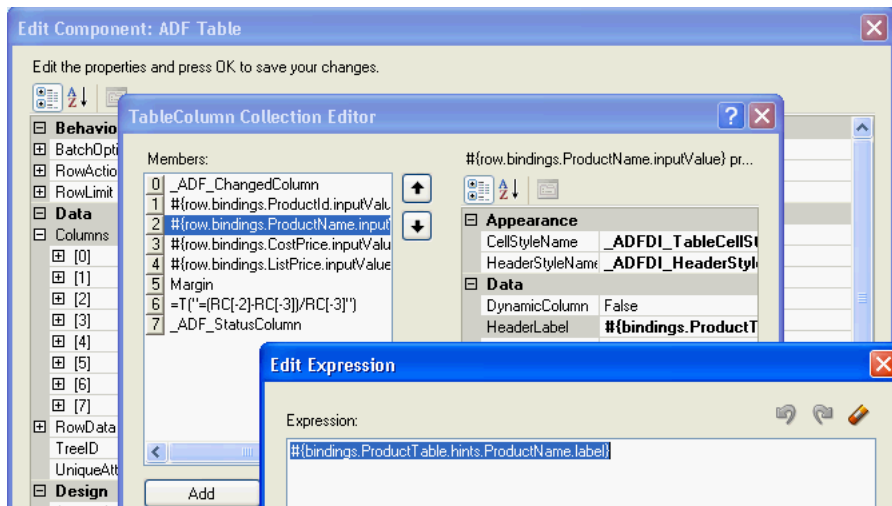 Edit Component: ADF Table
Edit the properties and press OK to save your changes.
Behavio
BatchOpti
RowActio
RowLimit
Data
Columns
[0]
[1]
[2]
[3]
[4]
[5]
[6]
[7]
RowData
TreeID
UniqueAtt
Design
TableColumn Collection Editor
Members:
0 _ADF_ChangedColumn
1 #{row.bindings.ProductId.inputValu
2 #{row.bindings.ProductName.input
3 #{row.bindings.CostPrice.inputValu
4 #{row.bindings.ListPrice.inputValue
5 Margin
6 =T("=(RC[-2]-RC[-3])/RC[-3]")
7 _ADF_StatusColumn
Add
#{row.bindings.ProductName.inputValue} pr...
Appearance
CellStyleName _ADFDI_TableCellSt
HeaderStyleName _ADFDI_HeaderStyl
Data
DynamicColumn False
HeaderLabel #{bindings.ProductT
Edit Expression
Expression:
#{bindings.ProductTable.hints.ProductName.label}